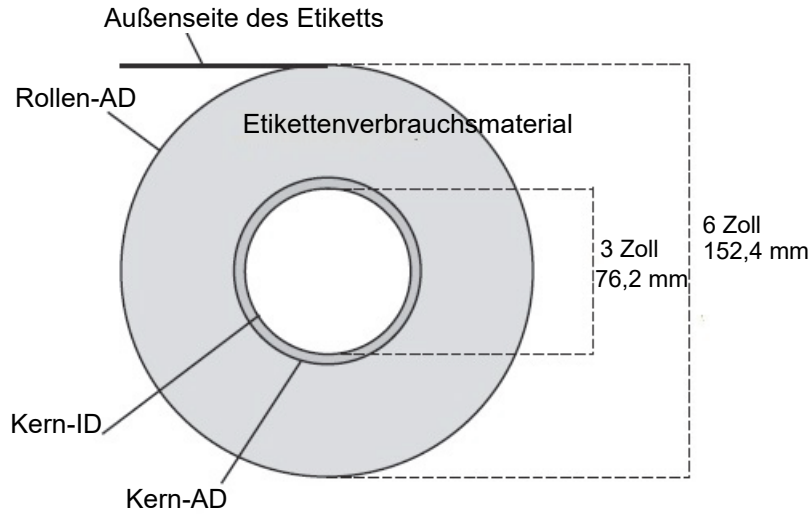 Außenseite des Etiketts
Rollen-AD
Etikettenverbrauchsmaterial
6 Zoll
152,4 mm
3 Zoll
76,2 mm
Kern-ID
Kern-AD